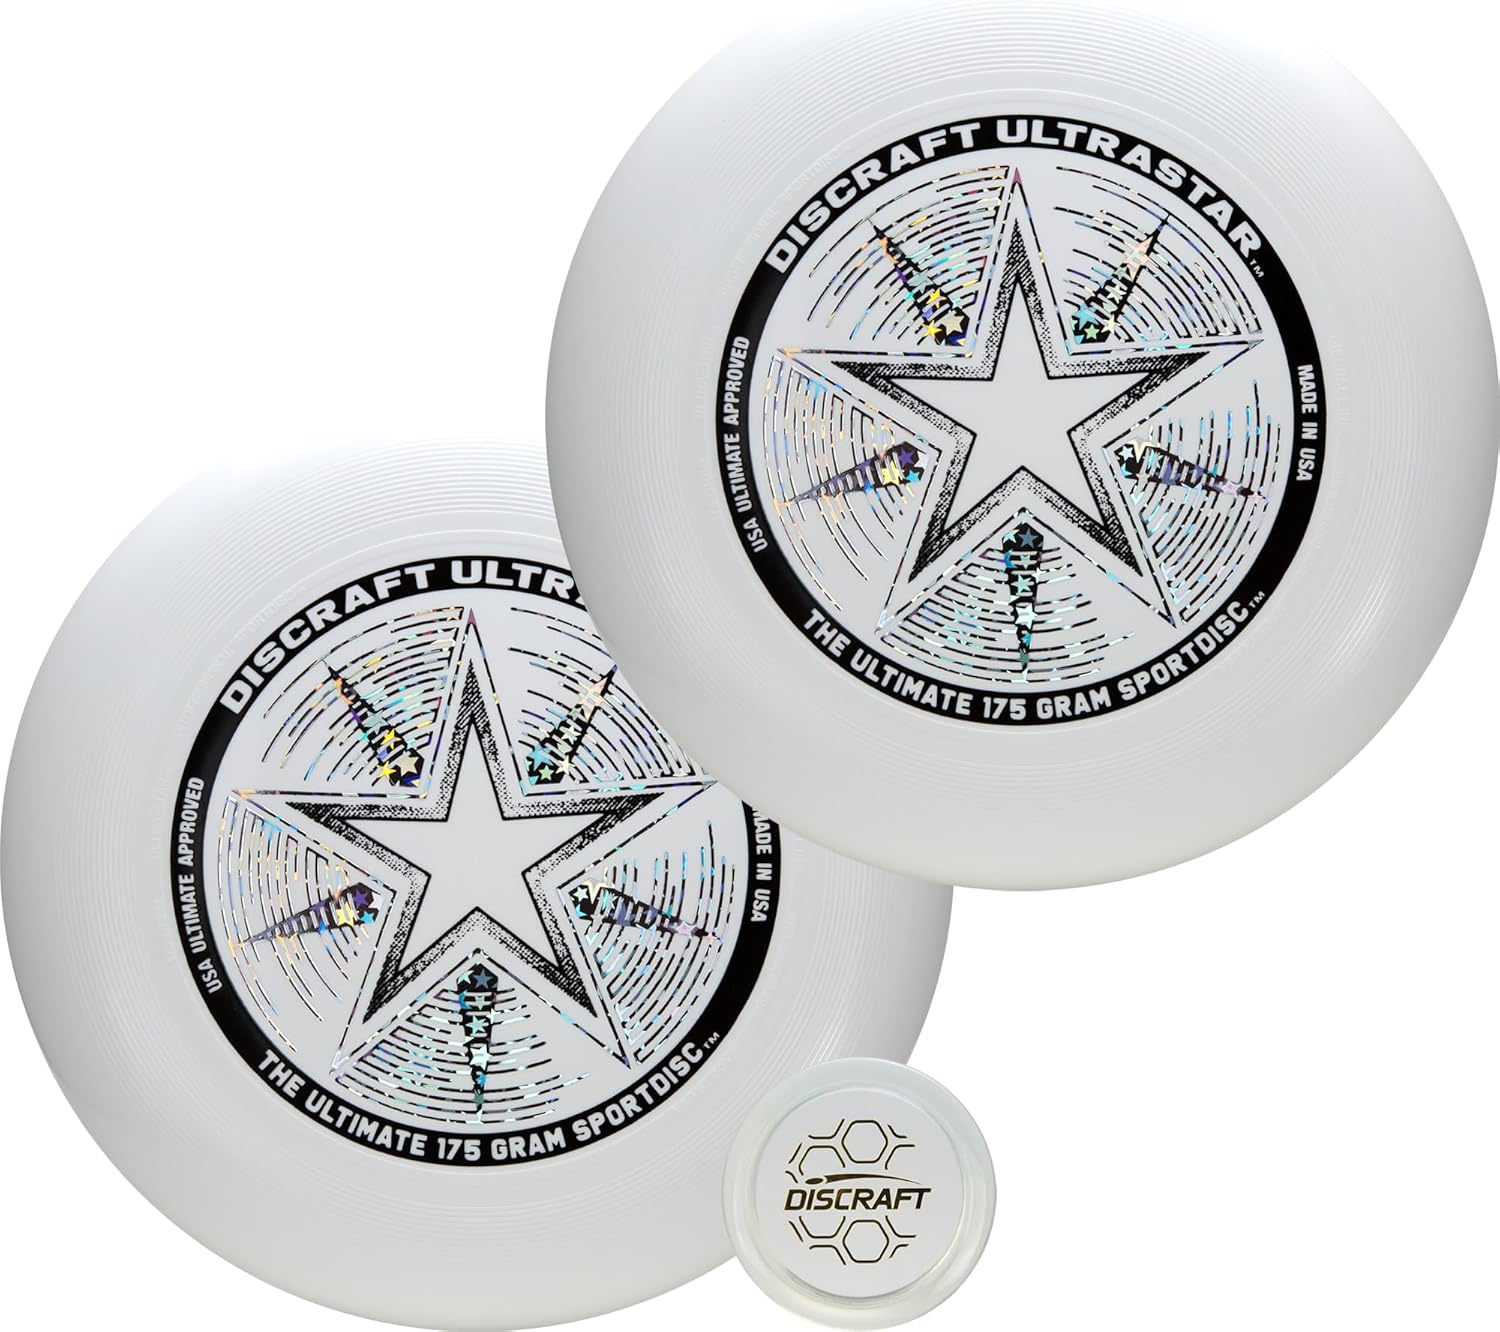 DISCRAFT ULTRASTAR™
USA ULTIMATE APPROVED
MADE IN USA
THE ULTIMATE 175 GRAM SPORTDISC™
DISCRAFT ULTRA
USA ULTIMATE APPROVED
MADE IN USA
THE ULTIMATE 175 GRAM SPORTDISC™
DISCRAFT